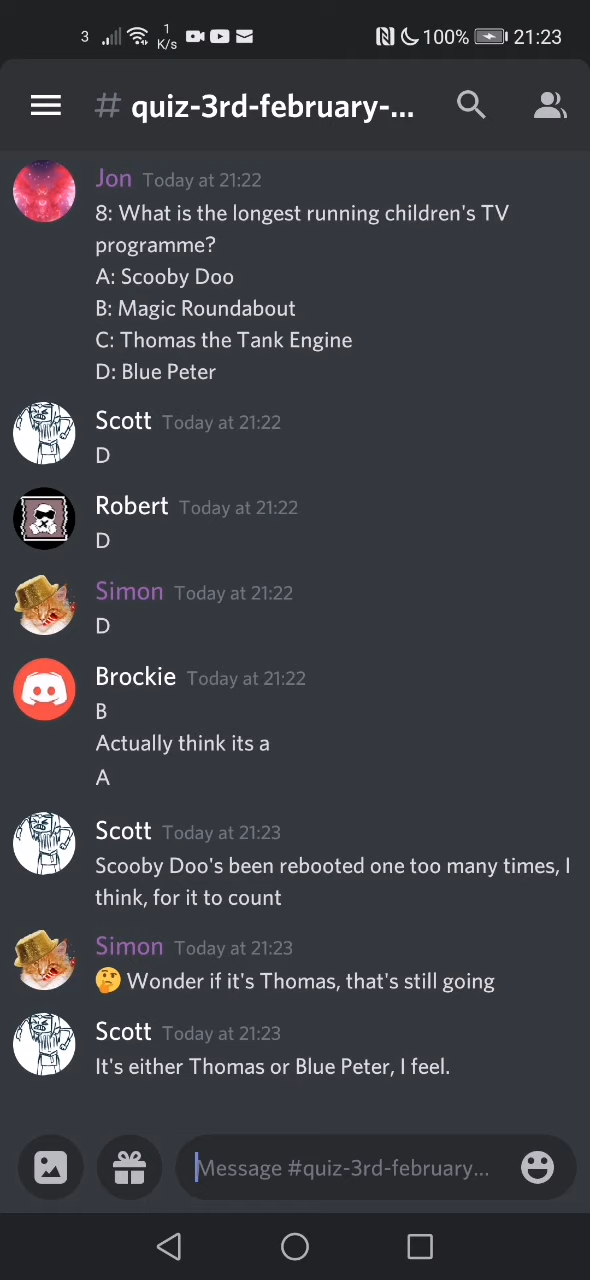 3 1 K/s 100% 21:23
# quiz-3rd-february-...
Jon Today at 21:22
8: What is the longest running children's TV
programme?
A: Scooby Doo
B: Magic Roundabout
C: Thomas the Tank Engine
D: Blue Peter
Scott Today at 21:22
D
Robert Today at 21:22
D
Simon Today at 21:22
D
Brockie Today at 21:22
B
Actually think its a
A
Scott Today at 21:23
Scooby Doo's been rebooted one too many times, I
think, for it to count
Simon Today at 21:23
🤔 Wonder if it's Thomas, that's still going
Scott Today at 21:23
It's either Thomas or Blue Peter, I feel.
Message #quiz-3rd-february...